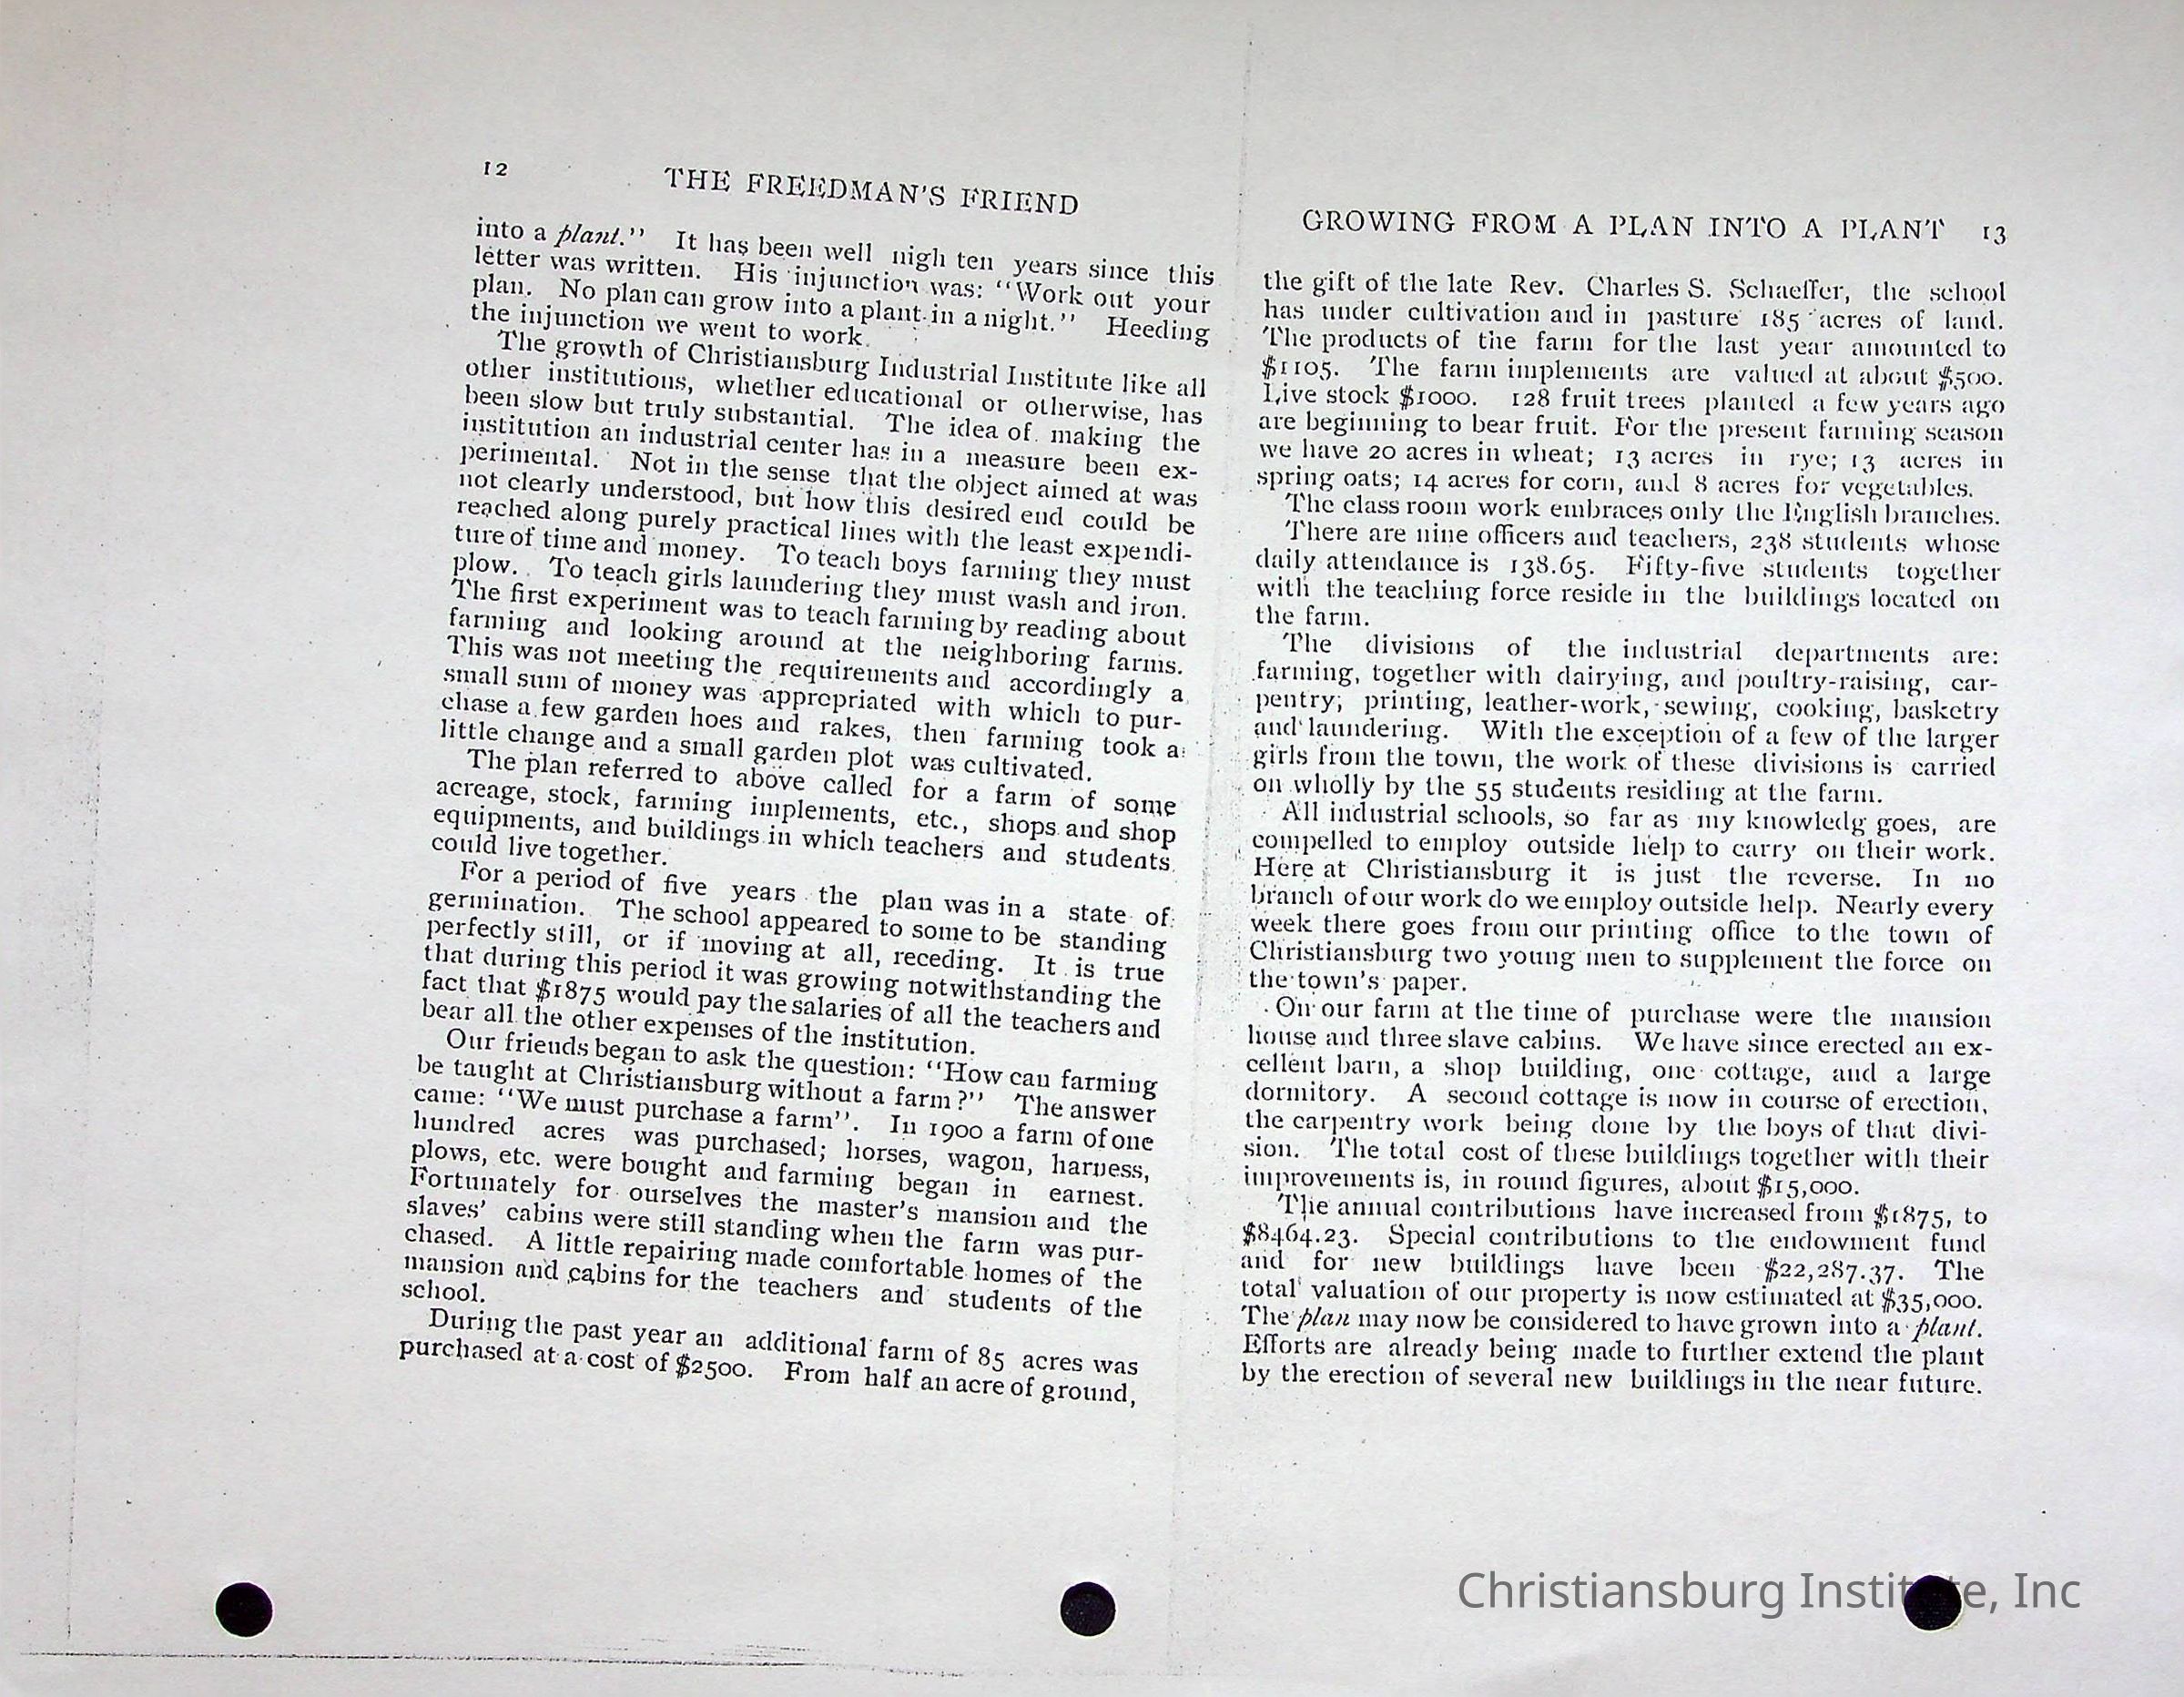 12
THE FREEDMAN'S FRIEND
into a plant.'' It has been well nigh ten years since this
letter was written. His injunction was: ''Work out your
plan. No plan can grow into a plant in a night.'' Heeding
the injunction we went to work.
The growth of Christiansburg Industrial Institute like all
other institutions, whether educational or otherwise, has
been slow but truly substantial. The idea of making the
institution an industrial center has in a measure been ex-
perimental. Not in the sense that the object aimed at was
not clearly understood, but how this desired end could be
reached along purely practical lines with the least expendi-
ture of time and money. To teach boys farming they must
plow. To teach girls laundering they must wash and iron.
The first experiment was to teach farming by reading about
farming and looking around at the neighboring farms.
This was not meeting the requirements and accordingly a
small sum of money was appropriated with which to pur-
chase a few garden hoes and rakes, then farming took a
little change and a small garden plot was cultivated.
The plan referred to above called for a farm of some
acreage, stock, farming implements, etc., shops and shop
equipments, and buildings in which teachers and students
could live together.
For a period of five years the plan was in a state of
germination. The school appeared to some to be standing
perfectly still, or if moving at all, receding. It is true
that during this period it was growing notwithstanding the
fact that $1875 would pay the salaries of all the teachers and
bear all the other expenses of the institution.
Our friends began to ask the question: ''How can farming
be taught at Christiansburg without a farm?'' The answer
came: ''We must purchase a farm''. In 1900 a farm of one
hundred acres was purchased; horses, wagon, harness,
plows, etc. were bought and farming began in earnest.
Fortunately for ourselves the master's mansion and the
slaves' cabins were still standing when the farm was pur-
chased. A little repairing made comfortable homes of the
mansion and cabins for the teachers and students of the
school.
During the past year an additional farm of 85 acres was
purchased at a cost of $2500. From half an acre of ground,
GROWING FROM A PLAN INTO A PLANT 13
the gift of the late Rev. Charles S. Schaeffer, the school
has under cultivation and in pasture 185 acres of land.
The products of the farm for the last year amounted to
$1105. The farm implements are valued at about $500.
Live stock $1000. 128 fruit trees planted a few years ago
are beginning to bear fruit. For the present farming season
we have 20 acres in wheat; 13 acres in rye; 13 acres in
spring oats; 14 acres for corn, and 8 acres for vegetables.
The class room work embraces only the English branches.
There are nine officers and teachers, 238 students whose
daily attendance is 138.65. Fifty-five students together
with the teaching force reside in the buildings located on
the farm.
The divisions of the industrial departments are:
farming, together with dairying, and poultry-raising, car-
pentry; printing, leather-work, sewing, cooking, basketry
and laundering. With the exception of a few of the larger
girls from the town, the work of these divisions is carried
on wholly by the 55 students residing at the farm.
All industrial schools, so far as my knowledg goes, are
compelled to employ outside help to carry on their work.
Here at Christiansburg it is just the reverse. In no
branch of our work do we employ outside help. Nearly every
week there goes from our printing office to the town of
Christiansburg two young men to supplement the force on
the town's paper.
On our farm at the time of purchase were the mansion
house and three slave cabins. We have since erected an ex-
cellent barn, a shop building, one cottage, and a large
dormitory. A second cottage is now in course of erection,
the carpentry work being done by the boys of that divi-
sion. The total cost of these buildings together with their
improvements is, in round figures, about $15,000.
The annual contributions have increased from $1875, to
$8464.23. Special contributions to the endowment fund
and for new buildings have been $22,287.37. The
total valuation of our property is now estimated at $35,000.
The plan may now be considered to have grown into a plant.
Efforts are already being made to further extend the plant
by the erection of several new buildings in the near future.
Christiansburg Institute, Inc